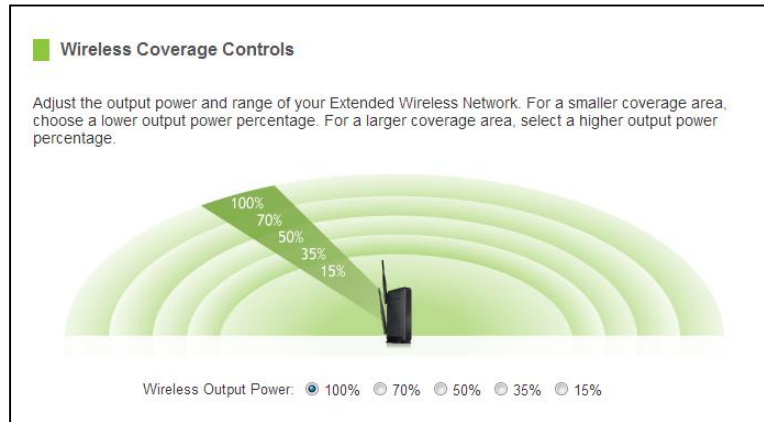 Wireless Coverage Controls
Adjust the output power and range of your Extended Wireless Network. For a smaller coverage area,
choose a lower output power percentage. For a larger coverage area, select a higher output power
percentage.
100%
70%
50%
35%
15%
Wireless Output Power: 100% 70% 50% 35% 15%